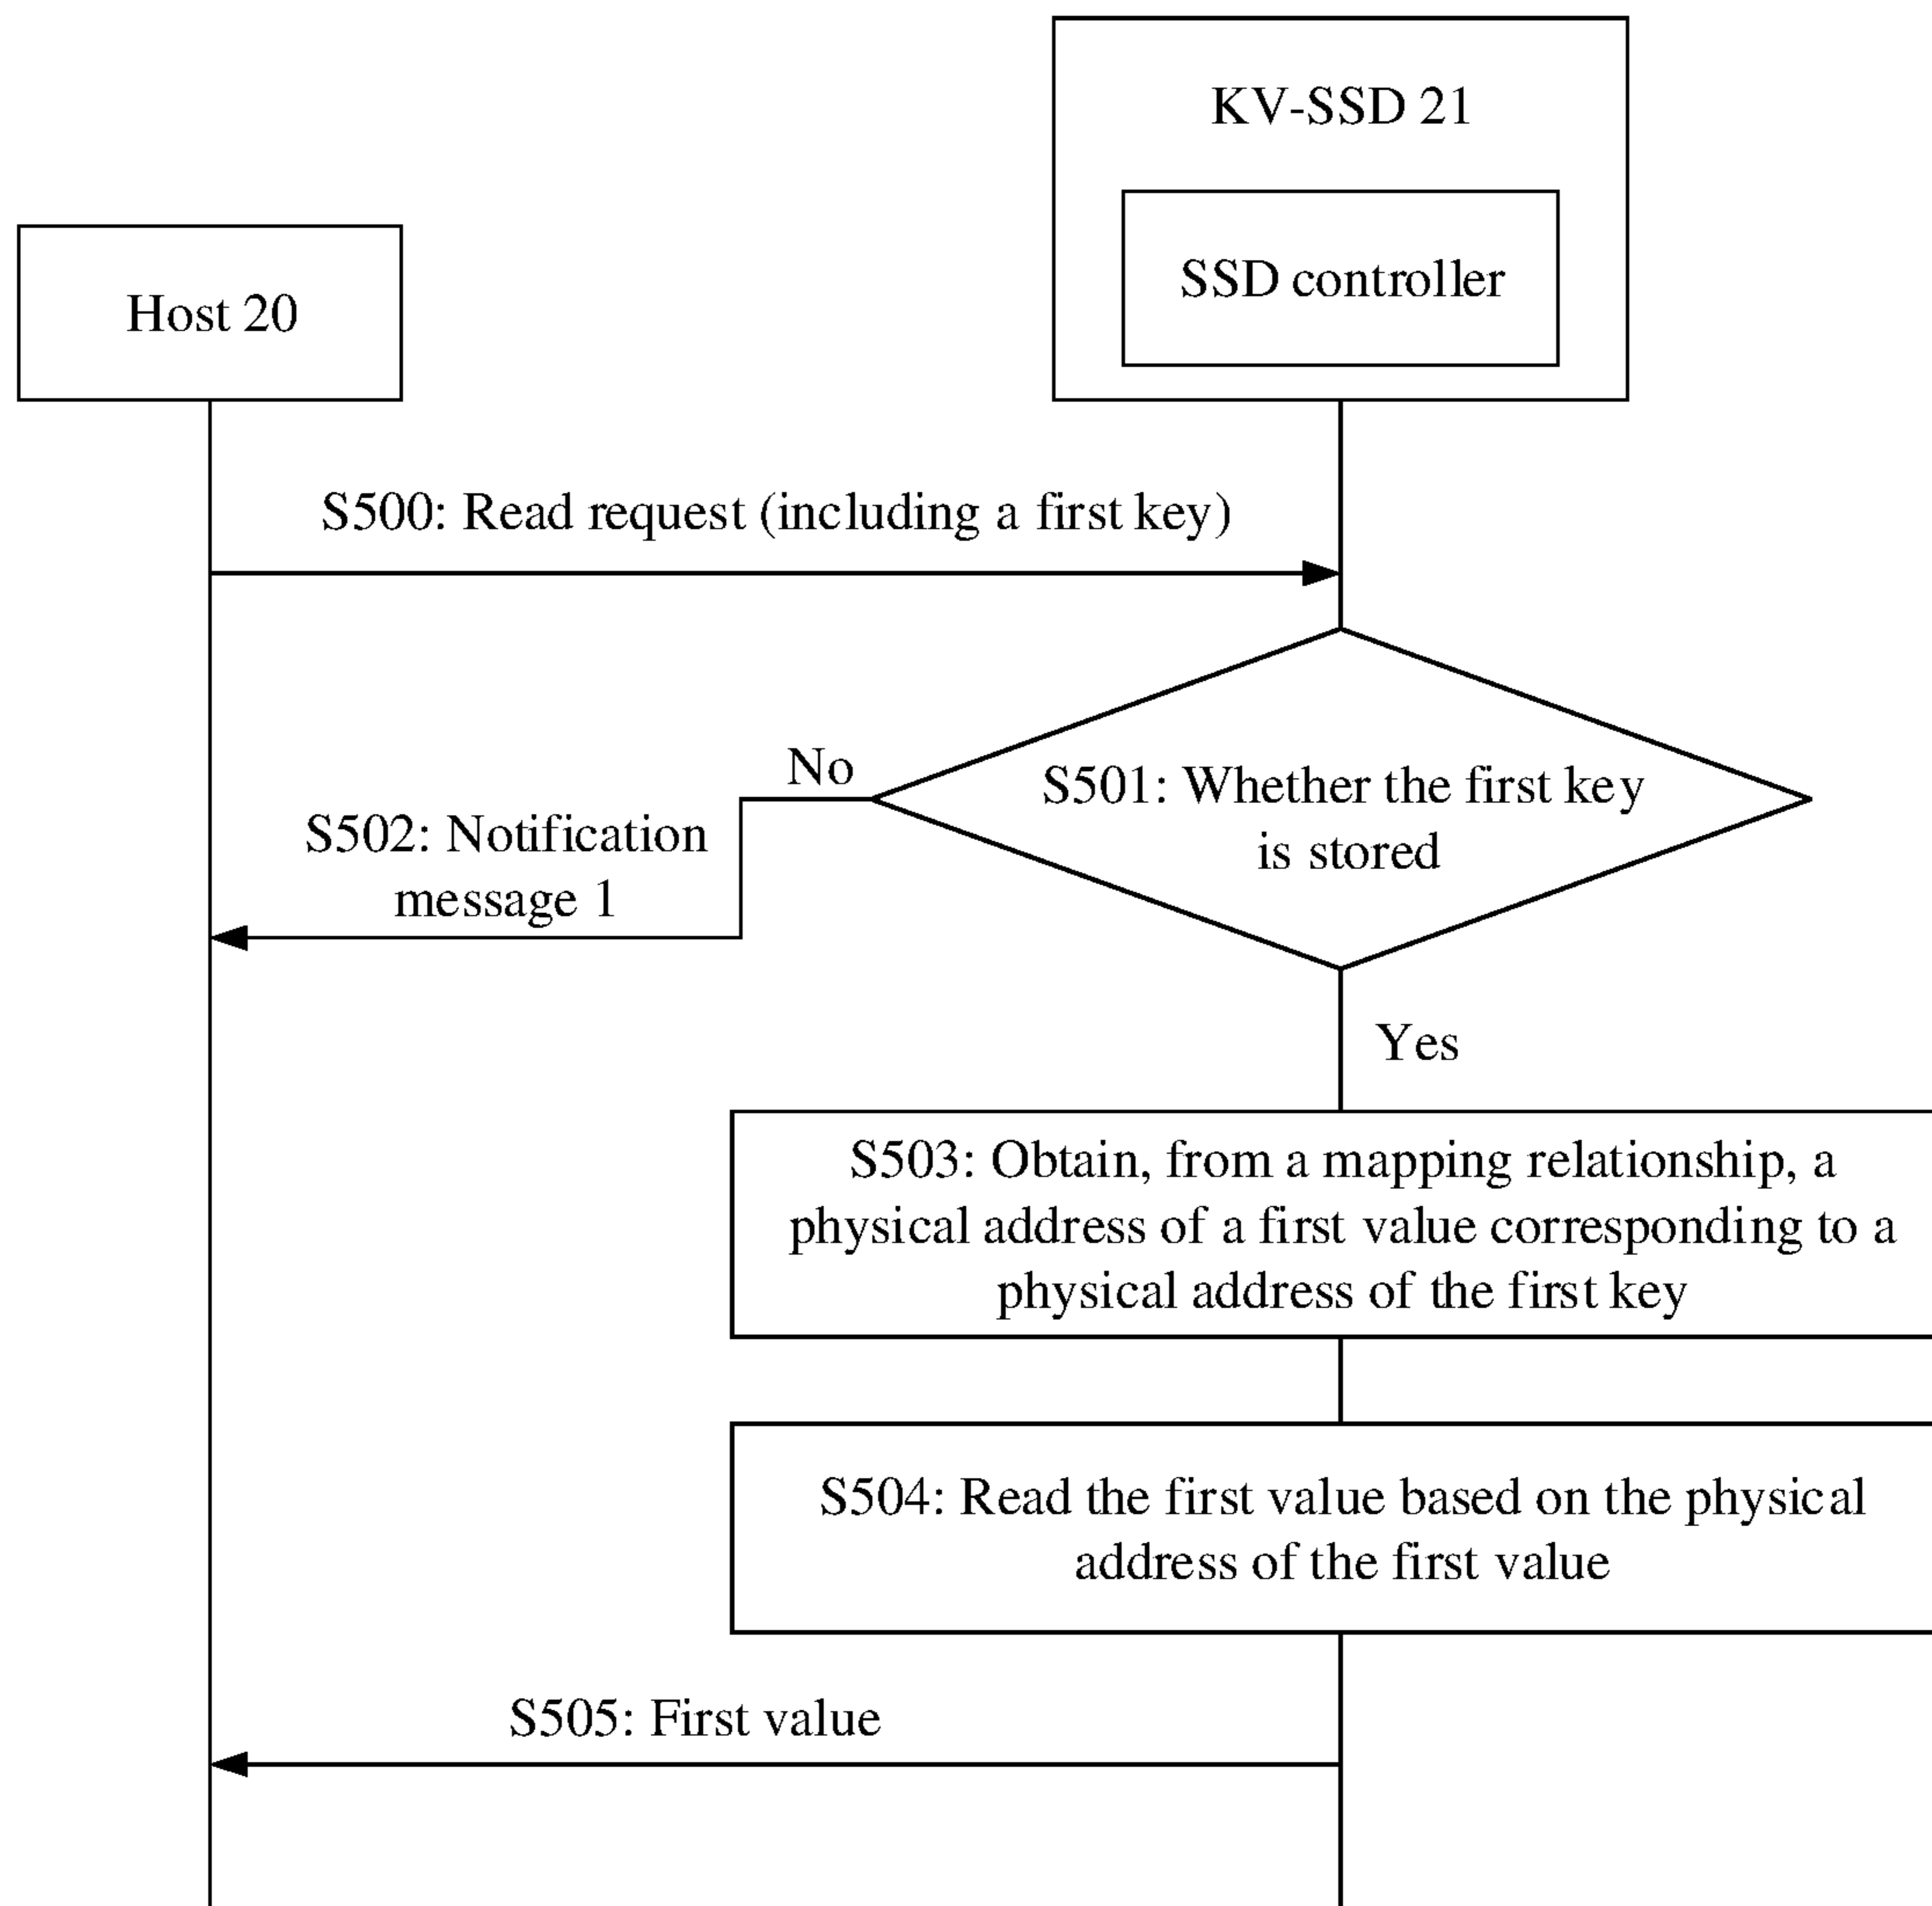 KV-SSD 21
SSD controller
Host 20
S500: Read request (including a first key)
No
S501: Whether the first key
is stored
S502: Notification
message 1
Yes
S503: Obtain, from a mapping relationship, a
physical address of a first value corresponding to a
physical address of the first key
S504: Read the first value based on the physical
address of the first value
S505: First value